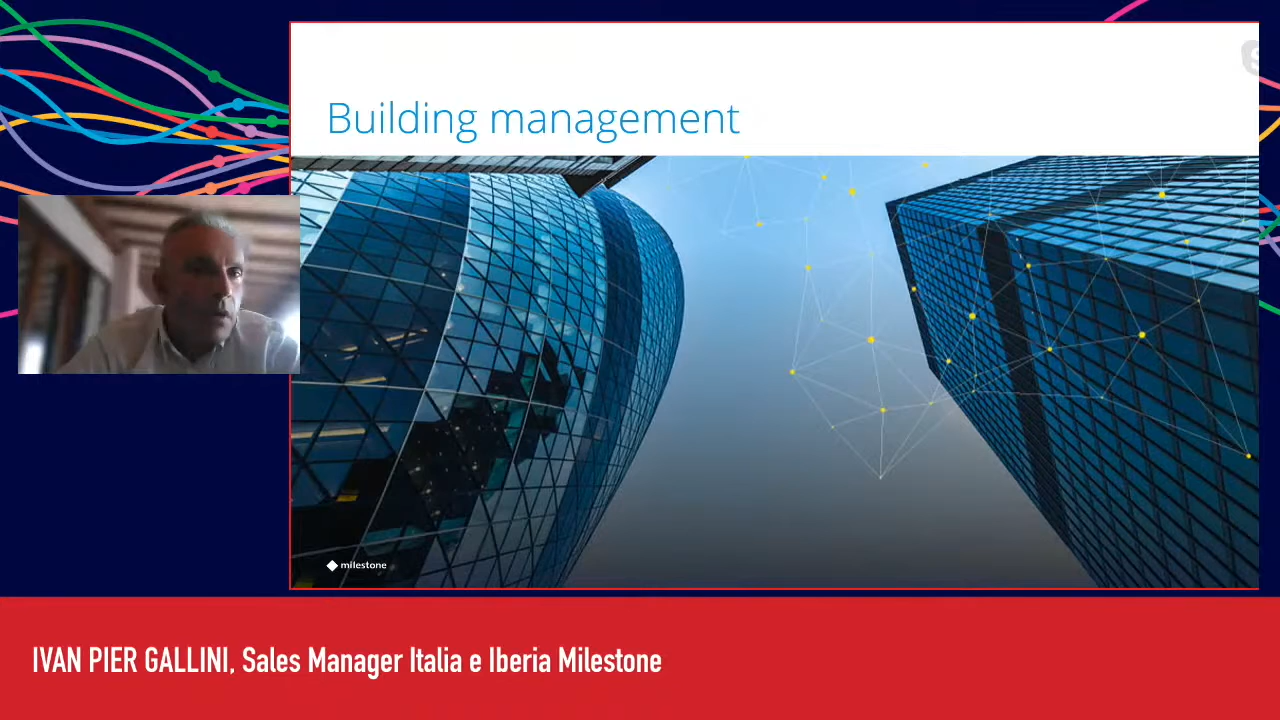 Building management
milestone
IVAN PIER GALLINI, Sales Manager Italia e Iberia Milestone